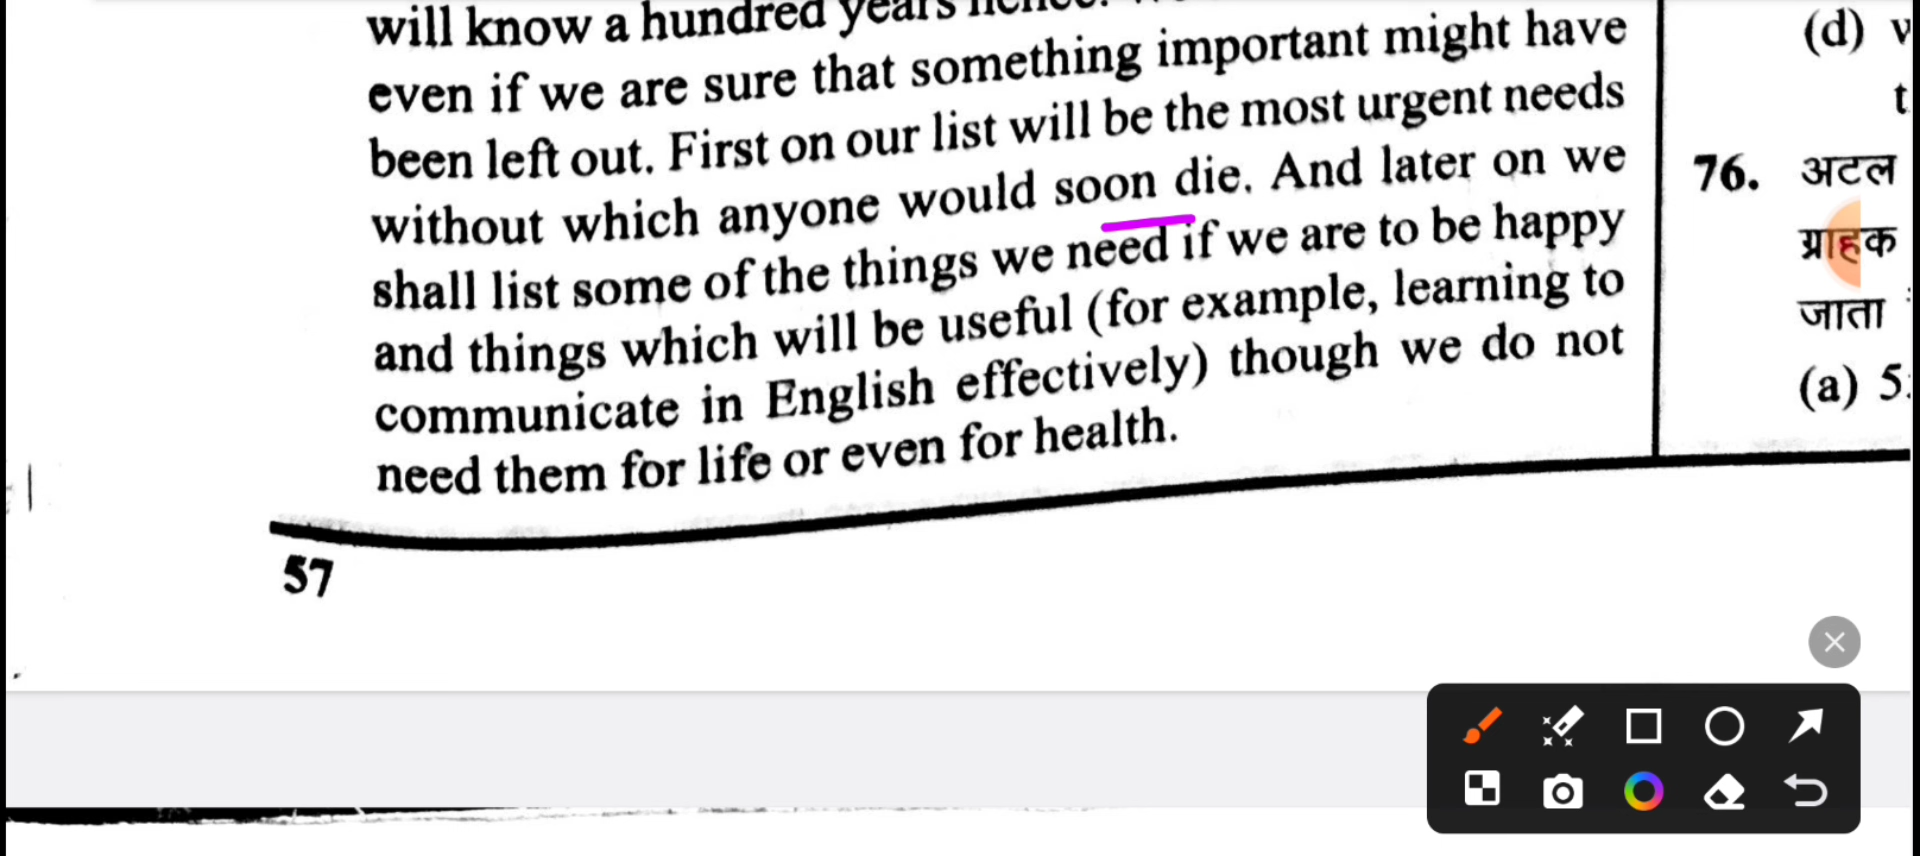 will know a hundred years hence.
even if we are sure that something important might have
been left out. First on our list will be the most urgent needs
without which anyone would soon die. And later on we
shall list some of the things we need if we are to be happy
and things which will be useful (for example, learning to
communicate in English effectively) though we do not
need them for life or even for health.
57
(d)
76. अटल
ग्राहक
जाता
(a) 5